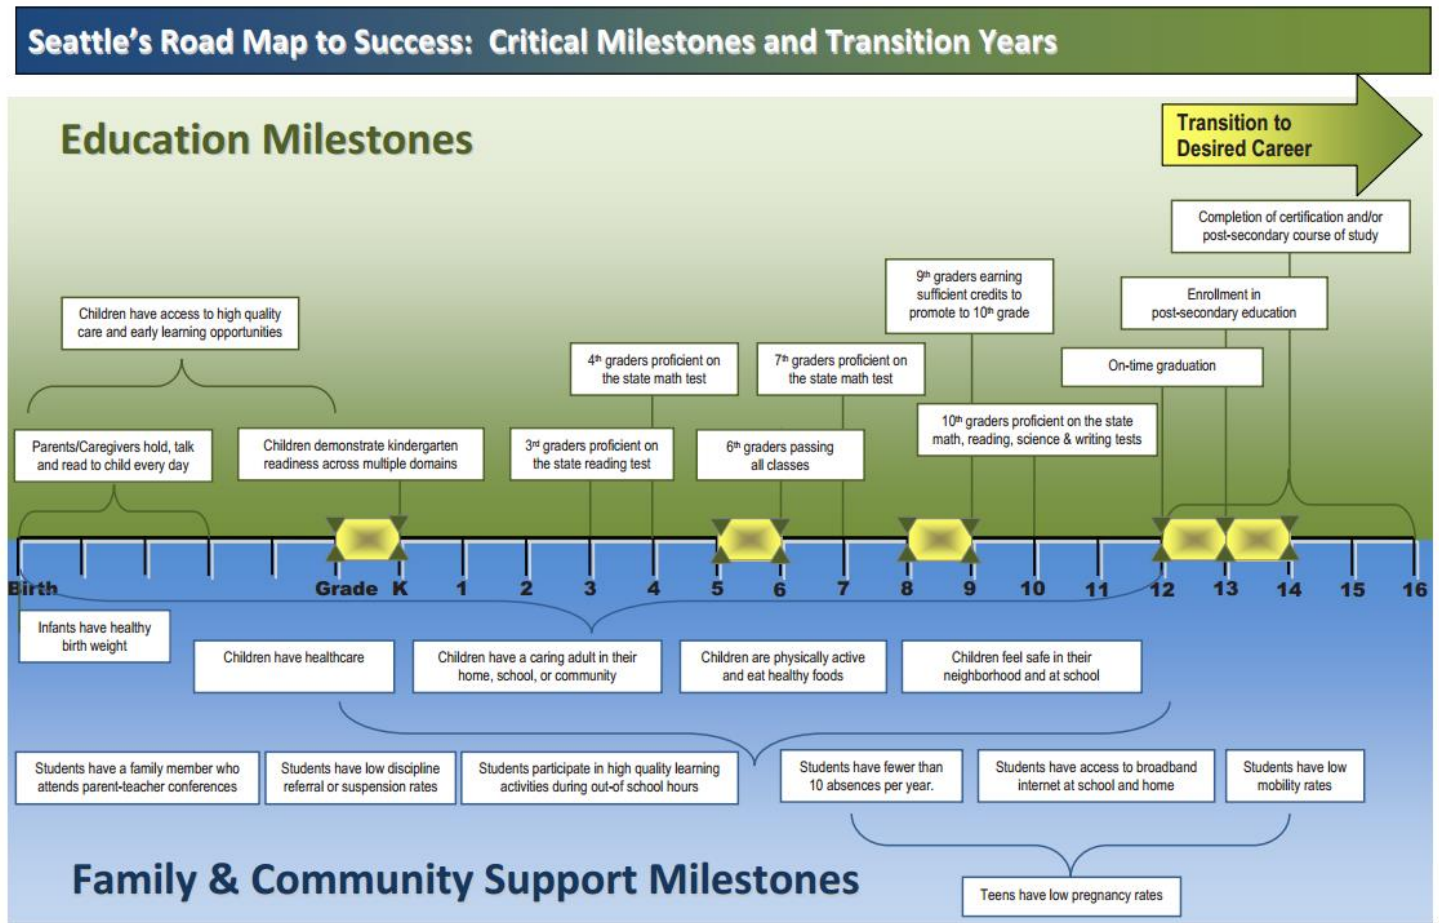 Seattle's Road Map to Success: Critical Milestones and Transition Years
Education Milestones
Transition to
Desired Career
Completion of certification and/or
post-secondary course of study
9th graders earning
sufficient credits to
promote to 10th grade
Enrollment in
post-secondary education
Children have access to high quality
care and early learning opportunities
4th graders proficient on
the state math test
7th graders proficient on
the state math test
On-time graduation
Parents/Caregivers hold, talk
and read to child every day
Children demonstrate kindergarten
readiness across multiple domains
3rd graders proficient on
the state reading test
6th graders passing
all classes
10th graders proficient on the state
math, reading, science & writing tests
Birth Grade K 1 2 3 4 5 6 7 8 9 10 11 12 13 14 15 16
Infants have healthy
birth weight
Children have healthcare
Children have a caring adult in their
home, school, or community
Children are physically active
and eat healthy foods
Children feel safe in their
neighborhood and at school
Students have a family member who
attends parent-teacher conferences
Students have low discipline
referral or suspension rates
Students participate in high quality learning
activities during out-of school hours
Students have fewer than
10 absences per year.
Students have access to broadband
internet at school and home
Students have low
mobility rates
Family & Community Support Milestones
Teens have low pregnancy rates